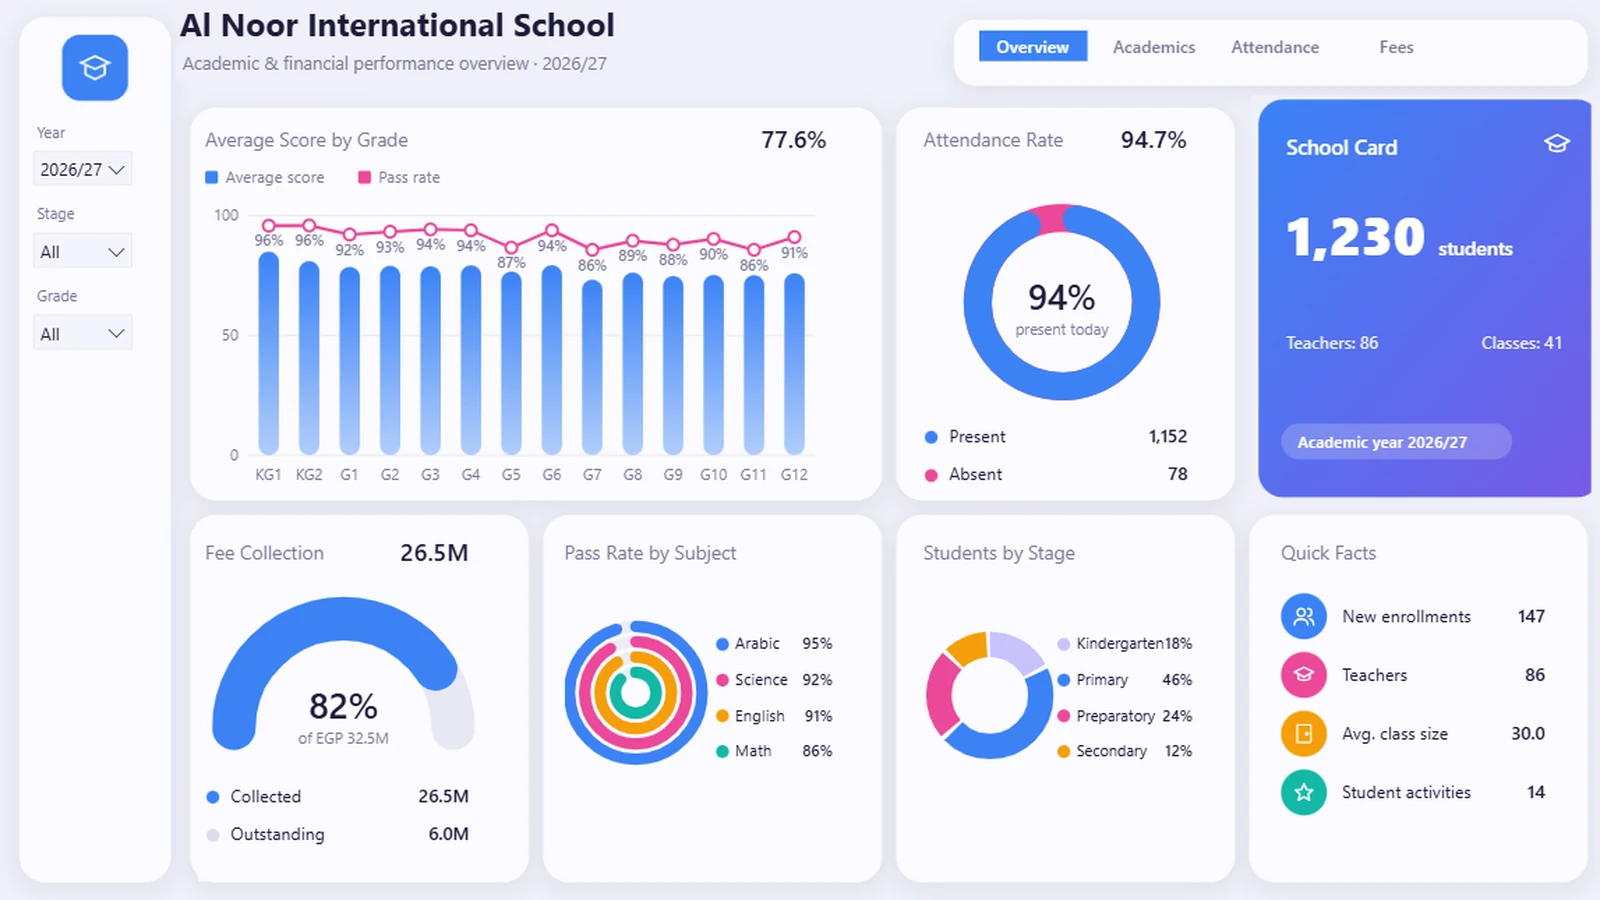 Al Noor International School
Academic & financial performance overview · 2026/27
Overview
Academics
Attendance
Fees
Year
2026/27
Stage
All
Grade
All
Average Score by Grade
77.6%
Average score
Pass rate
100
50
0
96% 96% 92% 93% 94% 94% 87% 94% 86% 89% 88% 90% 86% 91%
KG1 KG2 G1 G2 G3 G4 G5 G6 G7 G8 G9 G10 G11 G12
Attendance Rate
94.7%
94%
present today
Present 1,152
Absent 78
School Card
1,230 students
Teachers: 86
Classes: 41
Academic year 2026/27
Fee Collection
26.5M
82%
of EGP 32.5M
Collected 26.5M
Outstanding 6.0M
Pass Rate by Subject
Arabic 95%
Science 92%
English 91%
Math 86%
Students by Stage
Kindergarten 18%
Primary 46%
Preparatory 24%
Secondary 12%
Quick Facts
New enrollments 147
Teachers 86
Avg. class size 30.0
Student activities 14